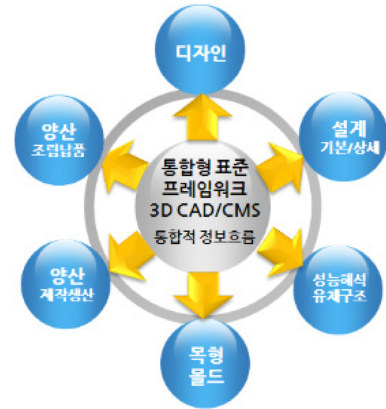 디자인
설계
기본/상세
성능해석
유체구조
목형
몰드
양산
제작생산
양산
조립납품
통합형 표준
프레임워크
3D CAD/CMS
통합적 정보흐름